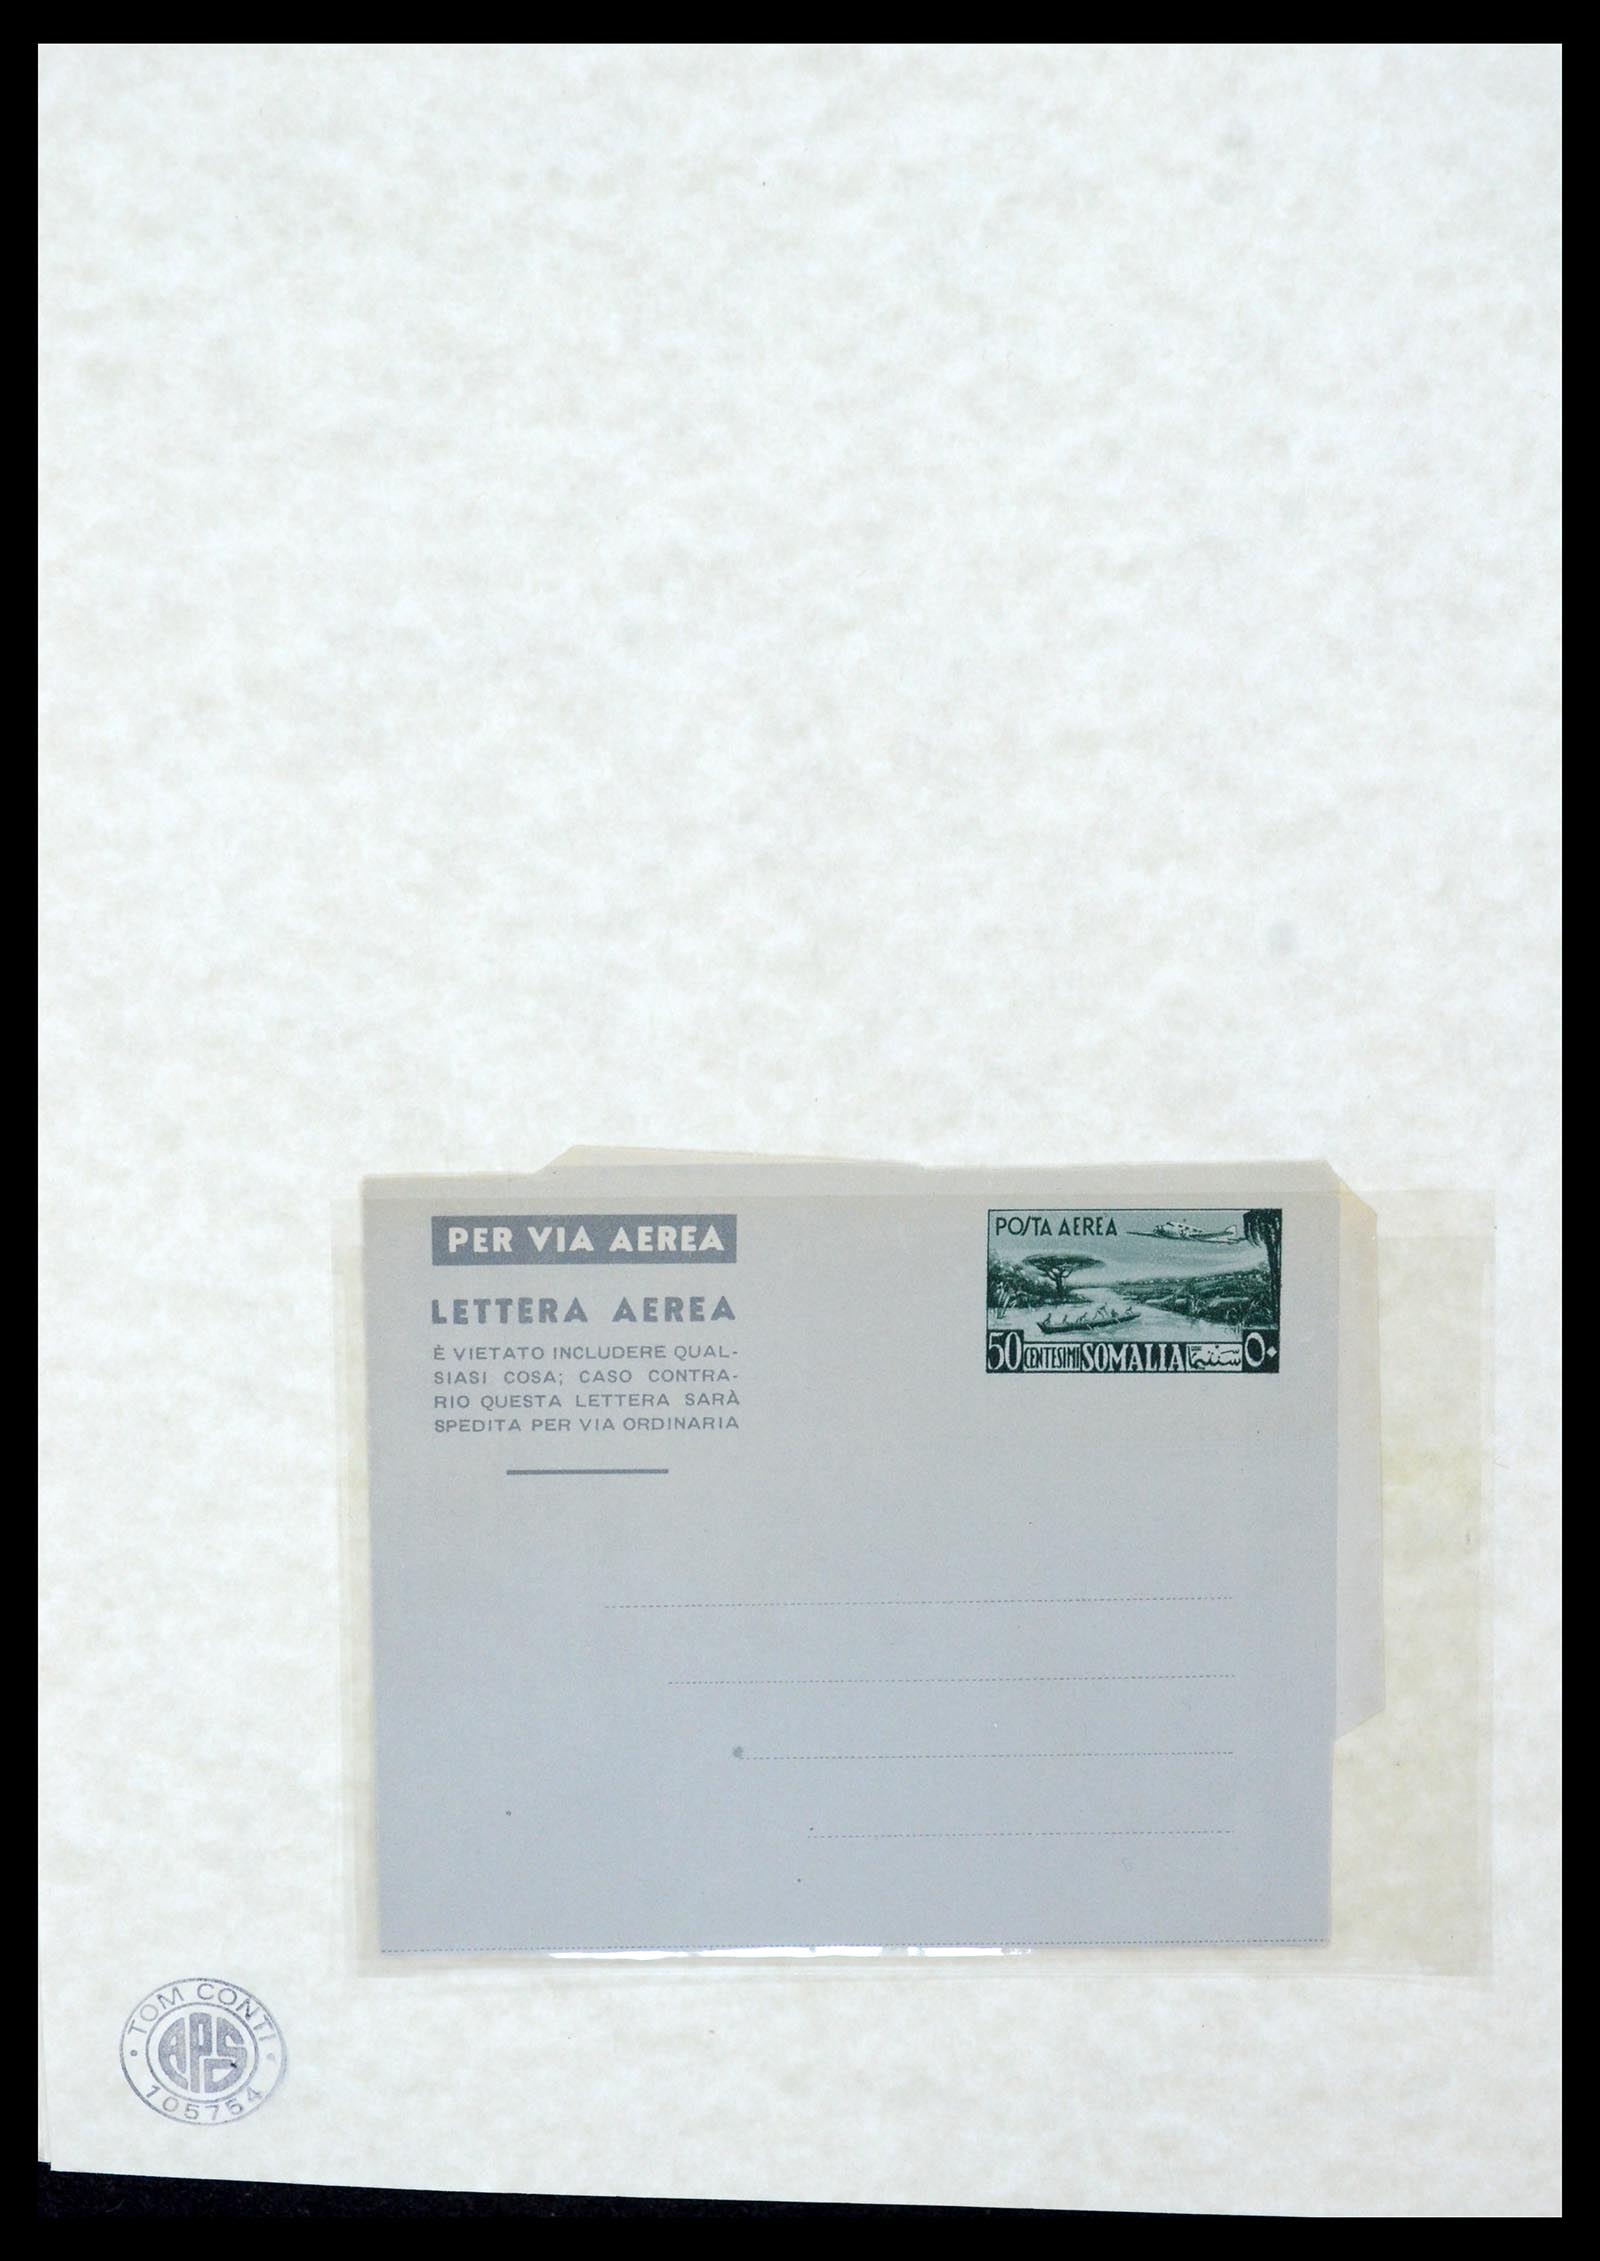 PER VIA AEREA
LETTERA AEREA
È VIETATO INCLUDERE QUAL-
SIASI COSA; CASO CONTRA-
RIO QUESTA LETTERA SARÀ
SPEDITA PER VIA ORDINARIA
POSTA AEREA
50 CENTESIMI SOMALIA ٥٠
TOM CONTI
APS
105754